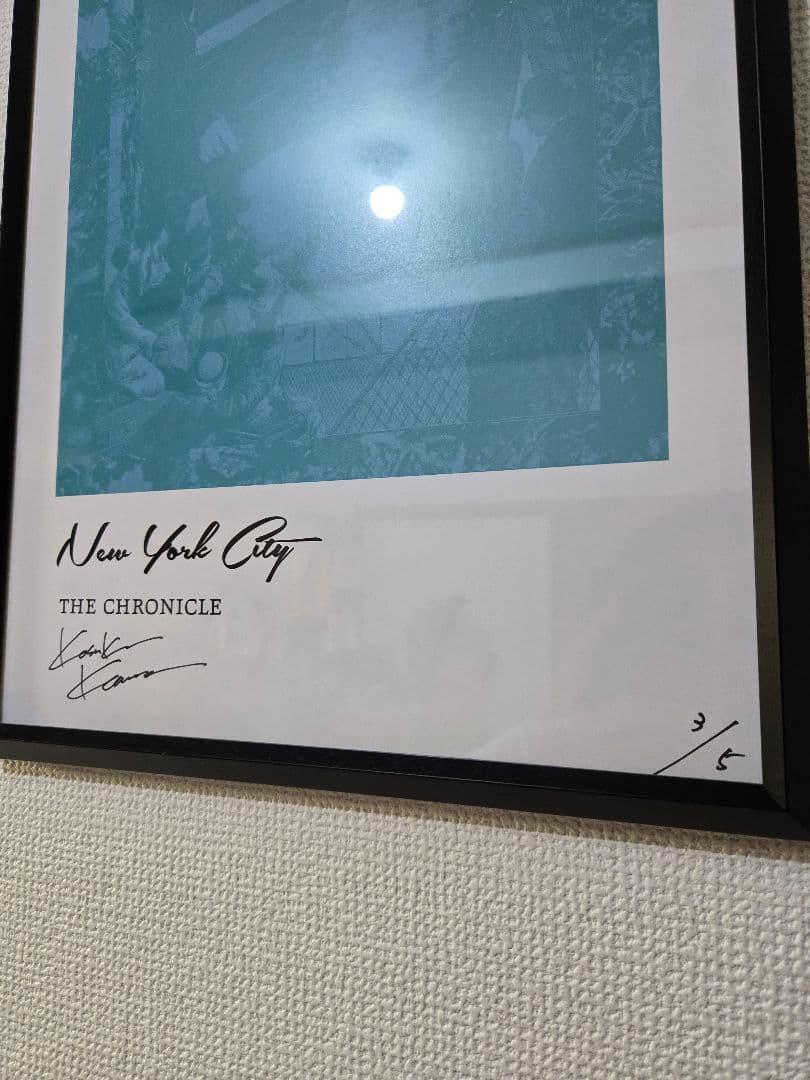 New York City
THE CHRONICLE
3/5